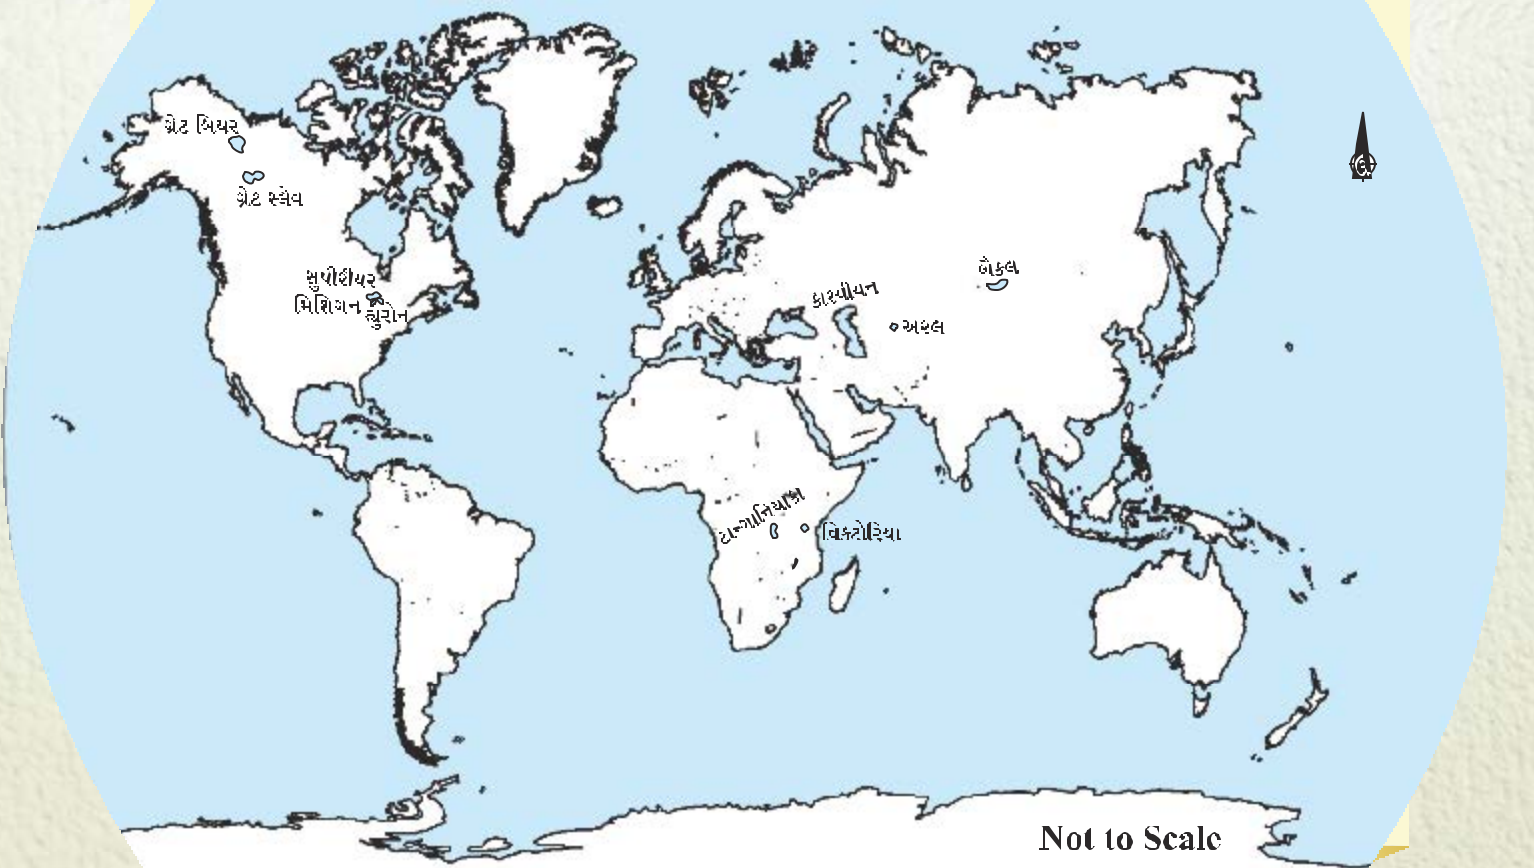 ગ્રેટ બિયર
ગ્રેટ સ્લેવ
સુપીરીયર
મિશિગન
હ્યુરોન
કાસ્પીયન
બૈકલ
અરલ
ટાન્ગાનિયાકા
વિક્ટોરિયા
ઉ
Not to Scale